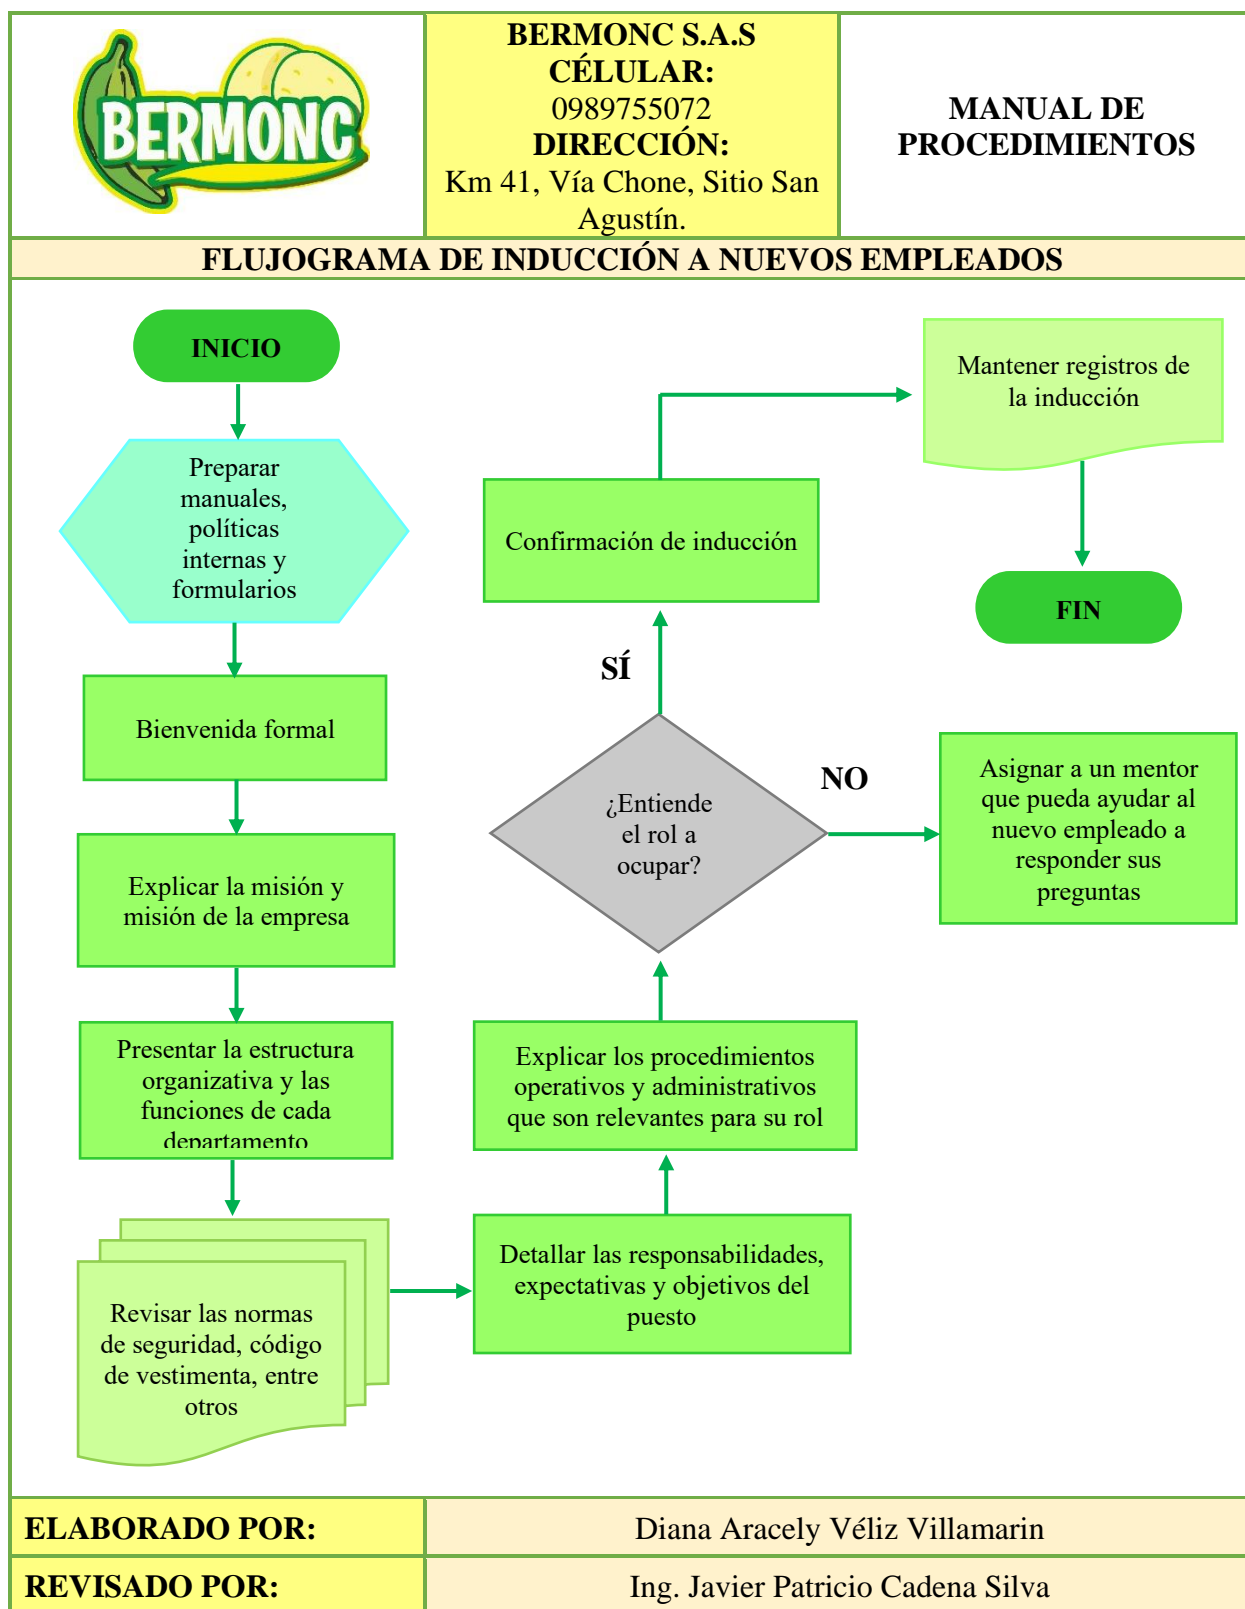 BERMONC
BERMONC S.A.S
CÉLULAR:
0989755072
DIRECCIÓN:
Km 41, Vía Chone, Sitio San
Agustín.
MANUAL DE
PROCEDIMIENTOS
FLUJOGRAMA DE INDUCCIÓN A NUEVOS EMPLEADOS
INICIO
Preparar
manuales,
políticas
internas y
formularios
Bienvenida formal
Explicar la misión y
misión de la empresa
Presentar la estructura
organizativa y las
funciones de cada
departamento
Revisar las normas
de seguridad, código
de vestimenta, entre
otros
Detallar las responsabilidades,
expectativas y objetivos del
puesto
Explicar los procedimientos
operativos y administrativos
que son relevantes para su rol
¿Entiende
el rol a
ocupar?
NO
Asignar a un mentor
que pueda ayudar al
nuevo empleado a
responder sus
preguntas
SÍ
Confirmación de inducción
Mantener registros de
la inducción
FIN
ELABORADO POR:
Diana Aracely Véliz Villamarin
REVISADO POR:
Ing. Javier Patricio Cadena Silva